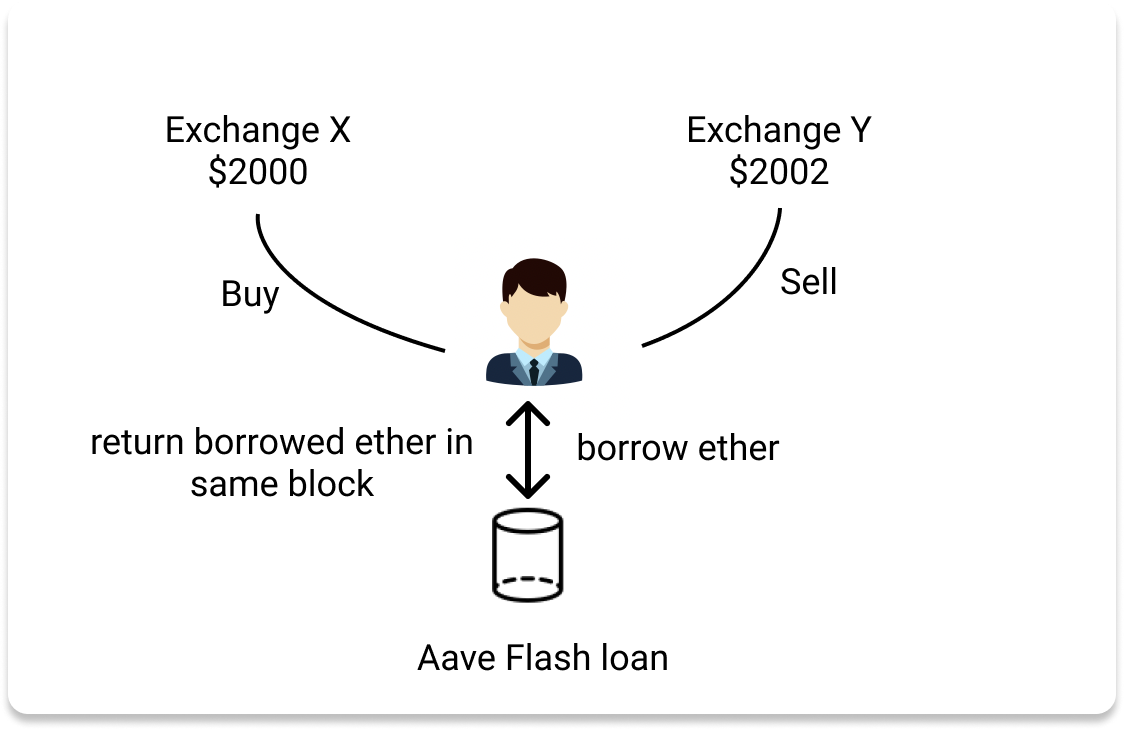 Exchange X
$2000
Exchange Y
$2002
Buy
Sell
return borrowed ether in
same block
borrow ether
Aave Flash loan